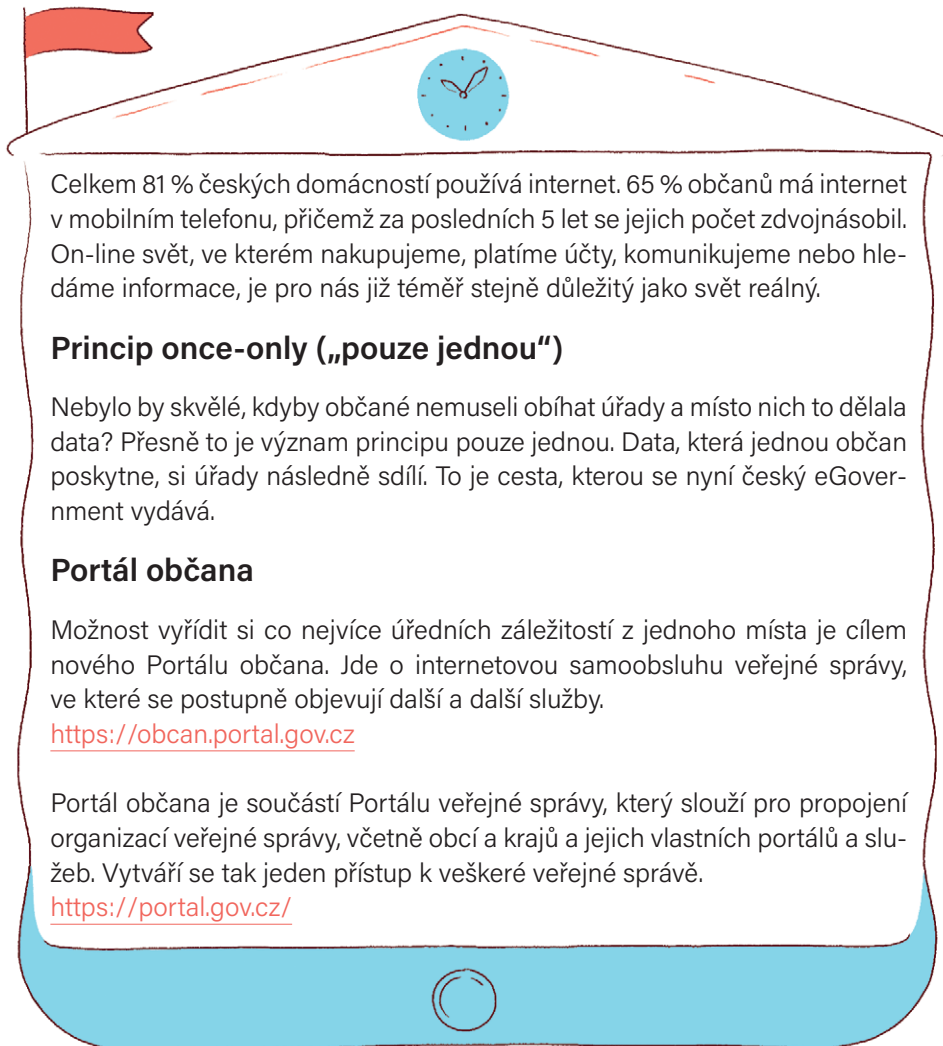 Celkem 81 % českých domácností používá internet. 65 % občanů má internet
v mobilním telefonu, přičemž za posledních 5 let se jejich počet zdvojnásobil.
On-line svět, ve kterém nakupujeme, platíme účty, komunikujeme nebo hle-
dáme informace, je pro nás již téměř stejně důležitý jako svět reálný.
Princip once-only („pouze jednou“)
Nebylo by skvělé, kdyby občané nemuseli obíhat úřady a místo nich to dělala
data? Přesně to je význam principu pouze jednou. Data, která jednou občan
poskytne, si úřady následně sdílí. To je cesta, kterou se nyní český eGover-
nment vydává.
Portál občana
Možnost vyřídit si co nejvíce úředních záležitostí z jednoho místa je cílem
nového Portálu občana. Jde o internetovou samoobsluhu veřejné správy,
ve které se postupně objevují další a další služby.
https://obcan.portal.gov.cz
Portál občana je součástí Portálu veřejné správy, který slouží pro propojení
organizací veřejné správy, včetně obcí a krajů a jejich vlastních portálů a slu-
žeb. Vytváří se tak jeden přístup k veškeré veřejné správě.
https://portal.gov.cz/